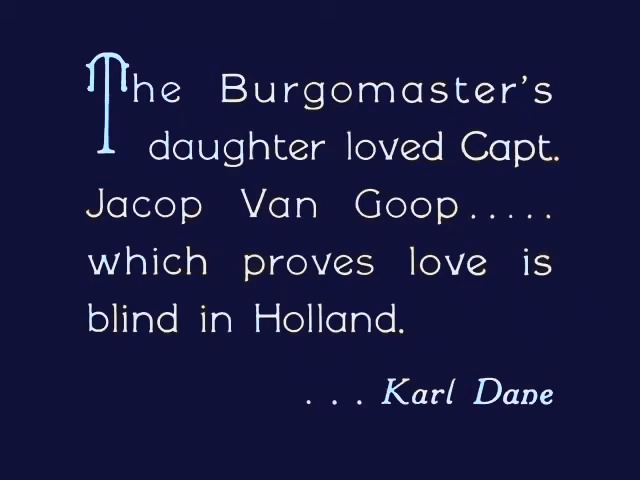 The Burgomaster's
daughter loved Capt.
Jacop Van Goop.....
which proves love is
blind in Holland.
... Karl Dane